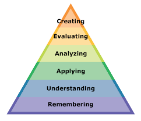 Creating
Evaluating
Analyzing
Applying
Understanding
Remembering